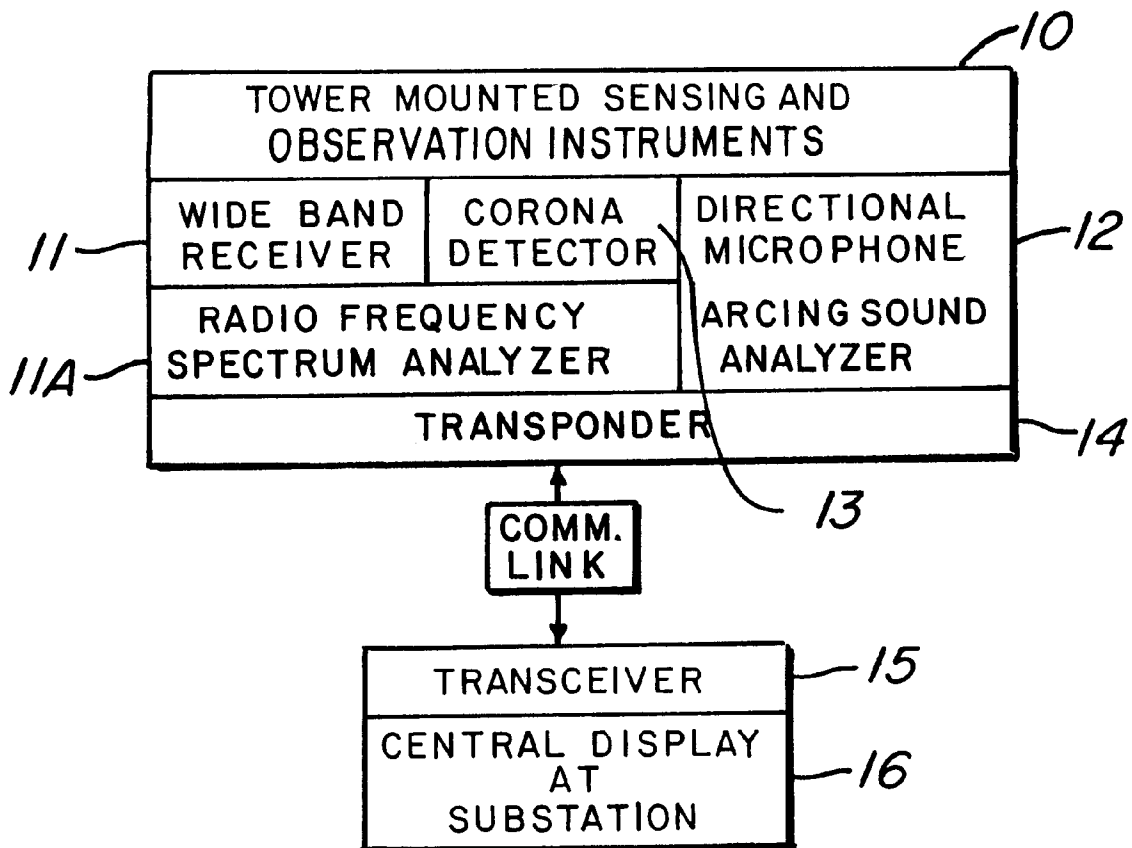 10
TOWER MOUNTED SENSING AND
OBSERVATION INSTRUMENTS
11
WIDE BAND
RECEIVER
CORONA
DETECTOR
DIRECTIONAL
MICROPHONE
12
11A
RADIO FREQUENCY
SPECTRUM ANALYZER
ARCING SOUND
ANALYZER
TRANSPONDER
14
13
COMM.
LINK
TRANSCEIVER
15
CENTRAL DISPLAY
AT
SUBSTATION
16